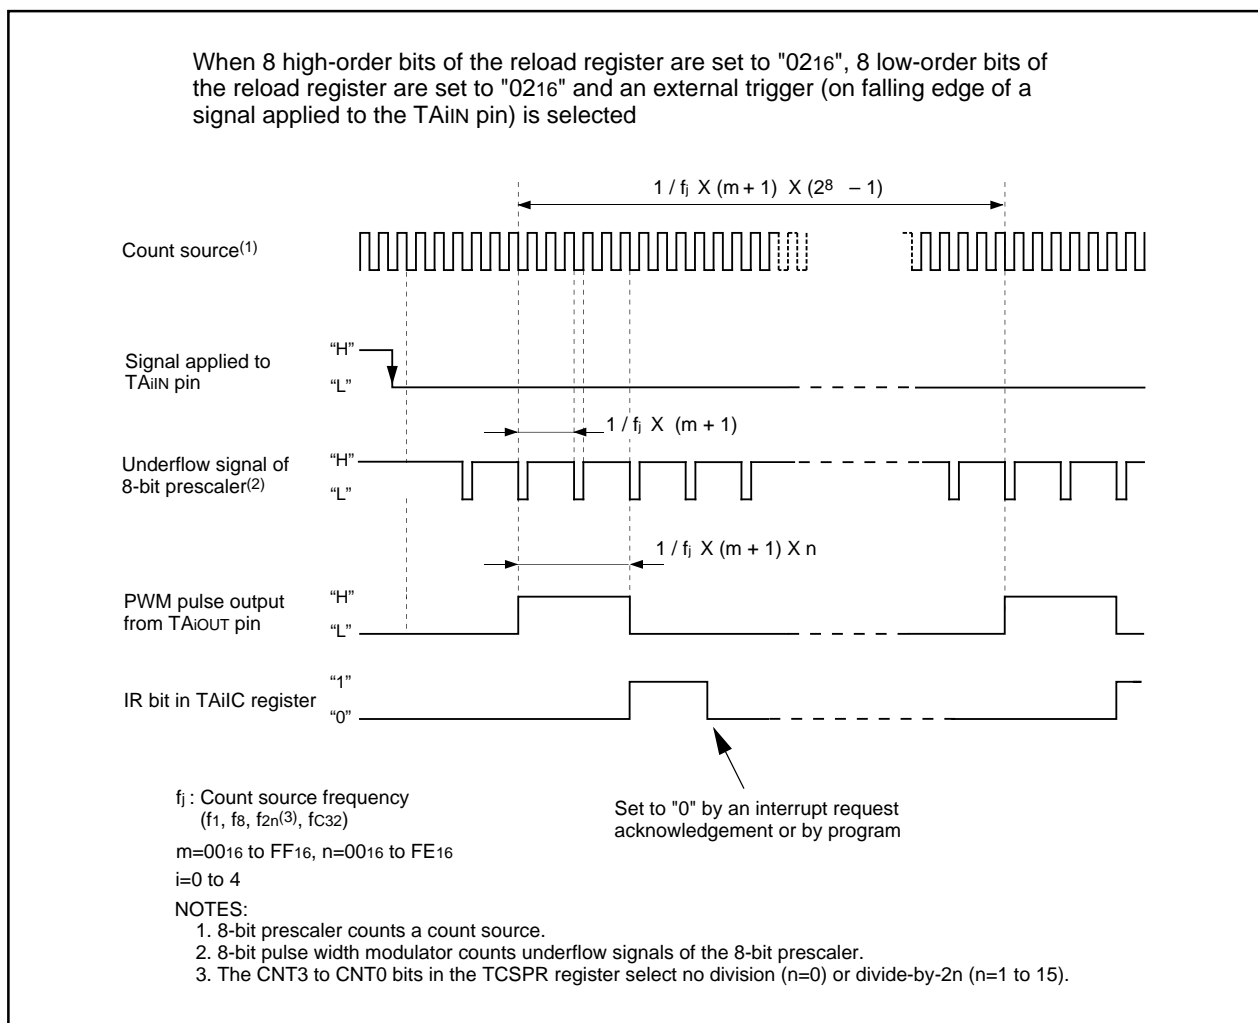 When 8 high-order bits of the reload register are set to "0216", 8 low-order bits of
the reload register are set to "0216" and an external trigger (on falling edge of a
signal applied to the TAiIN pin) is selected
1 / fj X (m + 1) X (28 – 1)
Count source(1)
Signal applied to
TAiIN pin
“H”
“L”
1 / fj X (m + 1)
Underflow signal of
8-bit prescaler(2)
“H”
“L”
1 / fj X (m + 1) X n
PWM pulse output
from TAiOUT pin
“H”
“L”
IR bit in TAiIC register
“1”
“0”
Set to "0" by an interrupt request
acknowledgement or by program
fj : Count source frequency
(f1, f8, f2n(3), fC32)
m=0016 to FF16, n=0016 to FE16
i=0 to 4
NOTES:
1. 8-bit prescaler counts a count source.
2. 8-bit pulse width modulator counts underflow signals of the 8-bit prescaler.
3. The CNT3 to CNT0 bits in the TCSPR register select no division (n=0) or divide-by-2n (n=1 to 15).